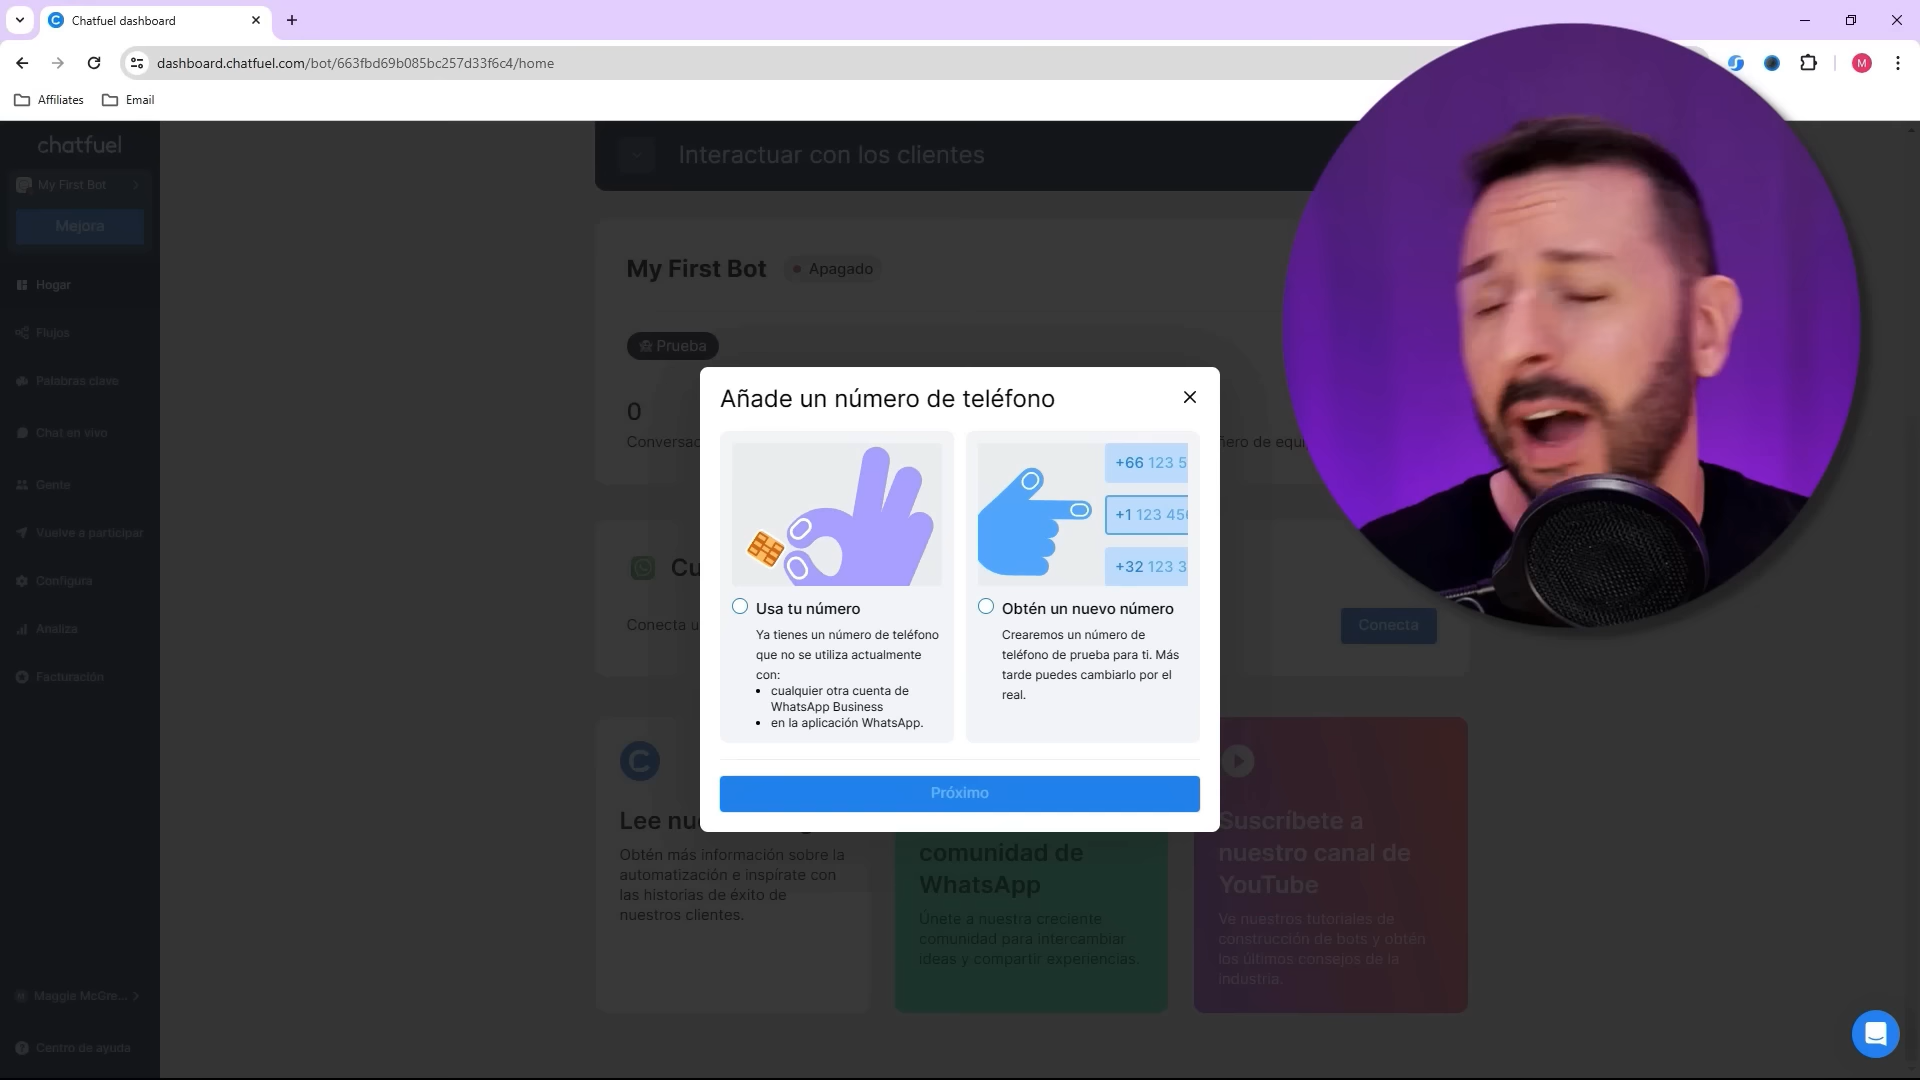 Chatfuel dashboard
dashboard.chatfuel.com/bot/663fbd69b085bc257d33f6c4/home
M
Affiliates
Email
chatfuel
My First Bot
Mejora
Hogar
Flujos
Palabras clave
Chat en vivo
Gente
Vuelve a participar
Configura
Analiza
Facturación
Maggie McGre...
Centro de ayuda
Interactuar con los clientes
My First Bot
Apagado
Prueba
0
Conecta
Añade un número de teléfono
+66 123 5
+1 123 45
+32 123 3
Usa tu número
Ya tienes un número de teléfono
que no se utiliza actualmente
con:
• cualquier otra cuenta de
WhatsApp Business
• en la aplicación WhatsApp.
Obtén un nuevo número
Crearemos un número de
teléfono de prueba para ti. Más
tarde puedes cambiarlo por el
real.
Próximo
Lee
Obtén más información sobre la
automatización e inspírate con
las historias de éxito de
nuestros clientes.
comunidad de
WhatsApp
Únete a nuestra creciente
comunidad para intercambiar
ideas y compartir experiencias.
Suscríbete a
nuestro canal de
YouTube
Ve nuestros tutoriales de
construcción de bots y obtén
los últimos consejos de la
industria.